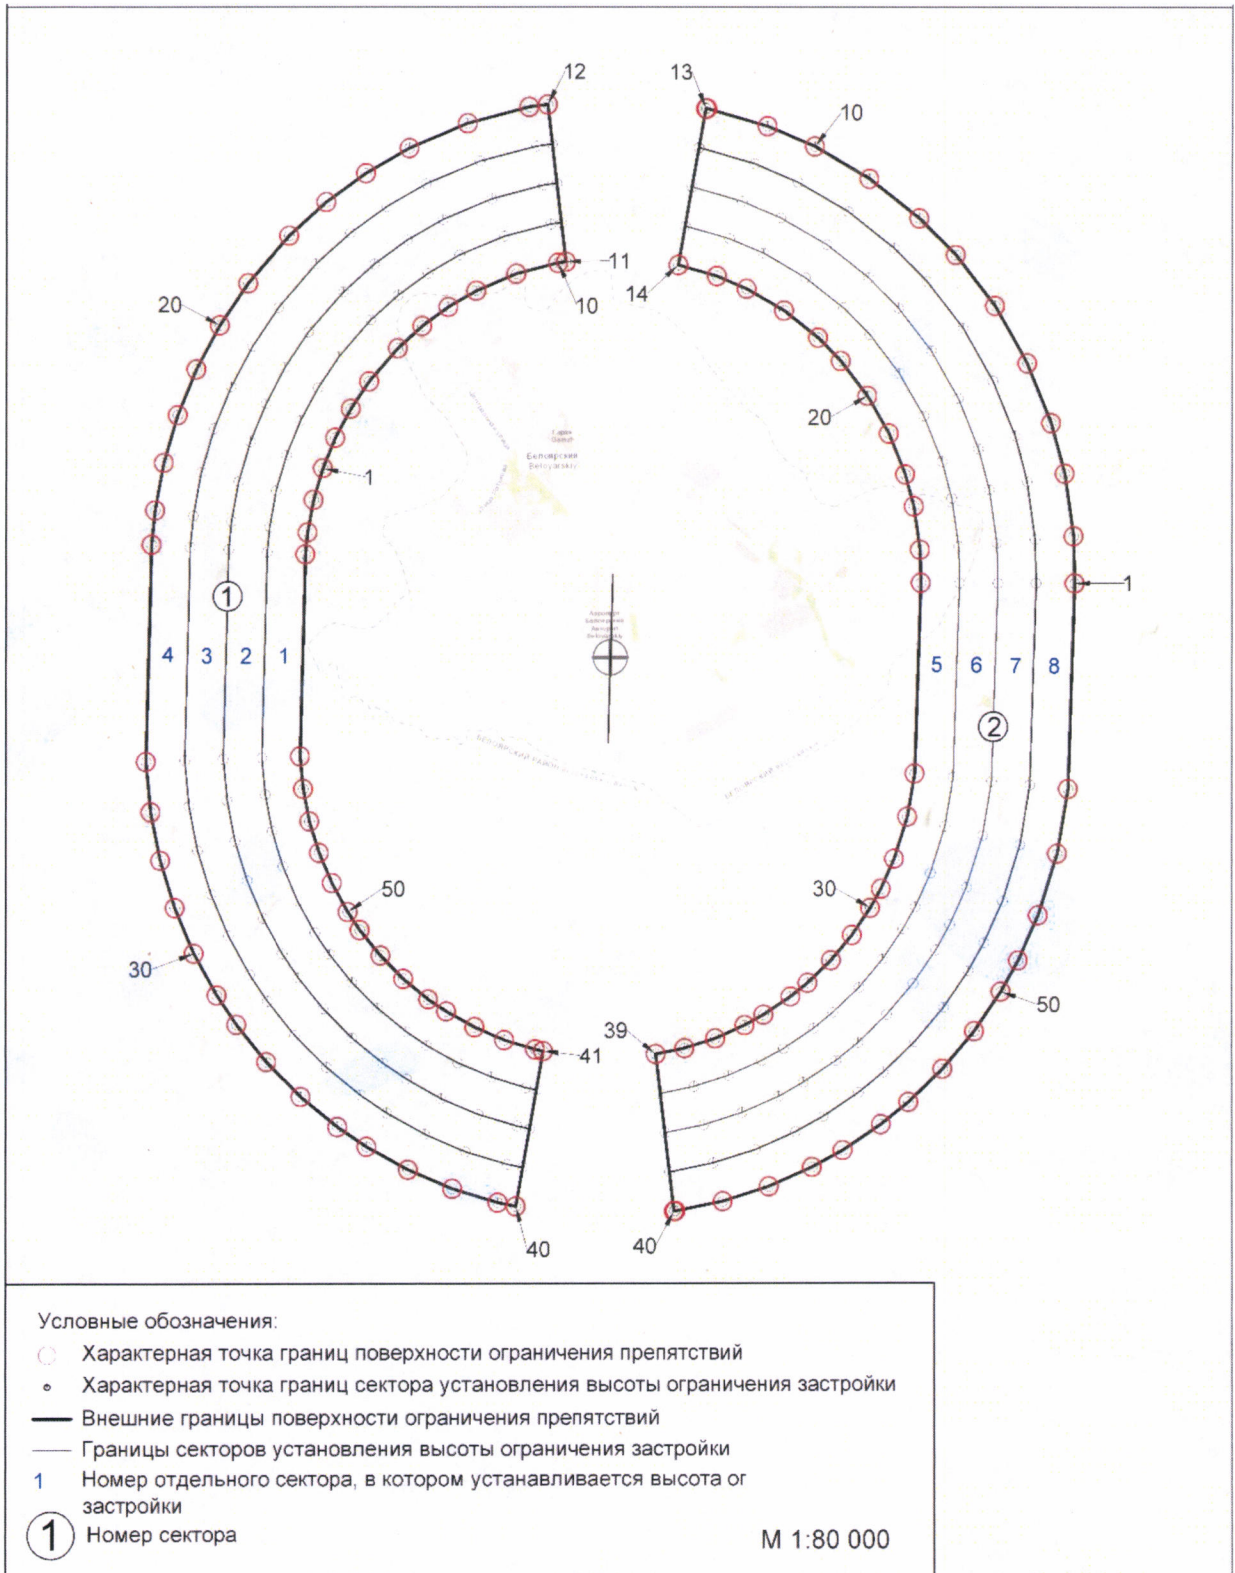 12
13
10
11
10
14
20
20
1
Белоярский
Beloyarskiy
1
1
4
3
2
1
5
6
7
8
2
50
30
30
50
39
41
40
40
Условные обозначения:
Характерная точка границ поверхности ограничения препятствий
Характерная точка границ сектора установления высоты ограничения застройки
Внешние границы поверхности ограничения препятствий
Границы секторов установления высоты ограничения застройки
1 Номер отдельного сектора, в котором устанавливается высота ог
застройки
1 Номер сектора
М 1:80 000